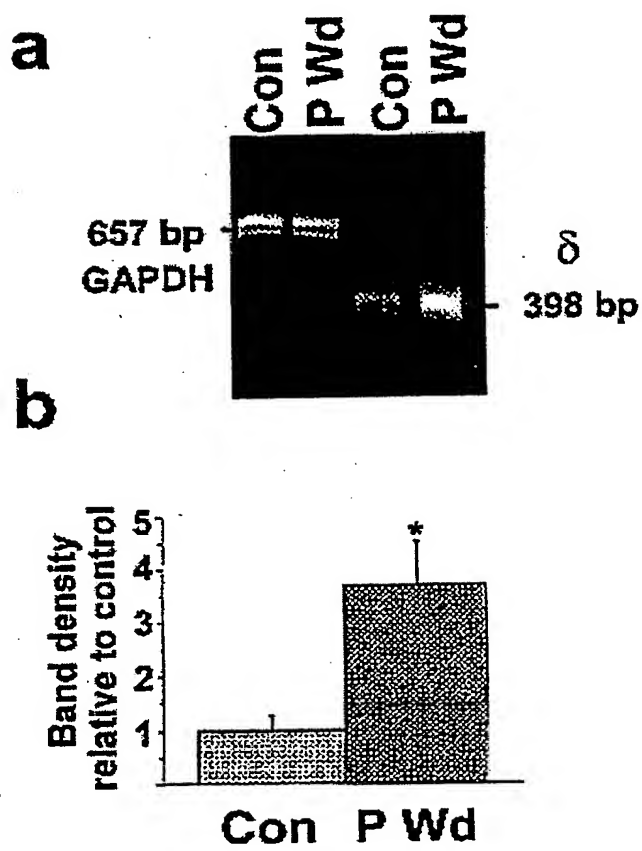 a
Con P Wd Con P Wd
657 bp
GAPDH
δ
398 bp
b
Band density
relative to control
5
4
3
2
1
*
Con P Wd